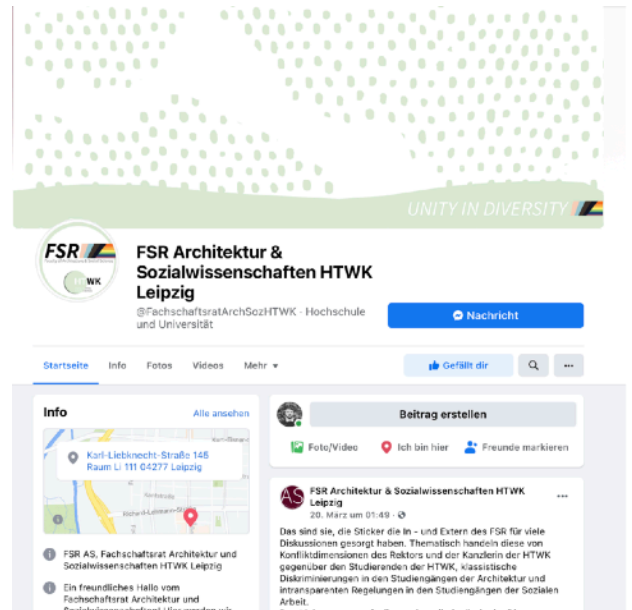 UNITY IN DIVERSITY
FSR
HTWK
FSR Architektur &
Sozialwissenschaften HTWK
Leipzig
@FachschaftsratArchSozHTWK · Hochschule
und Universität
Nachricht
Startseite Info Fotos Videos Mehr
Gefällt dir
Info Alle ansehen
Karl-Liebknecht-Straße 145
Raum Li 111 04277 Leipzig
FSR AS, Fachschaftsrat Architektur und
Sozialwissenschaften HTWK Leipzig
Ein freundliches Hallo vom
Fachschaftsrat Architektur und
Beitrag erstellen
Foto/Video Ich bin hier Freunde markieren
AS
FSR Architektur & Sozialwissenschaften HTWK
Leipzig
20. März um 01:49 ·
Das sind sie, die Sticker die In - und Extern des FSR für viele
Diskussionen gesorgt haben. Thematisch handeln diese von
Konfliktdimensionen des Rektors und der Kanzlerin der HTWK
gegenüber den Studierenden der HTWK, klassistische
Diskriminierungen in den Studiengängen der Architektur und
intransparenten Regelungen in den Studiengängen der Sozialen
Arbeit.